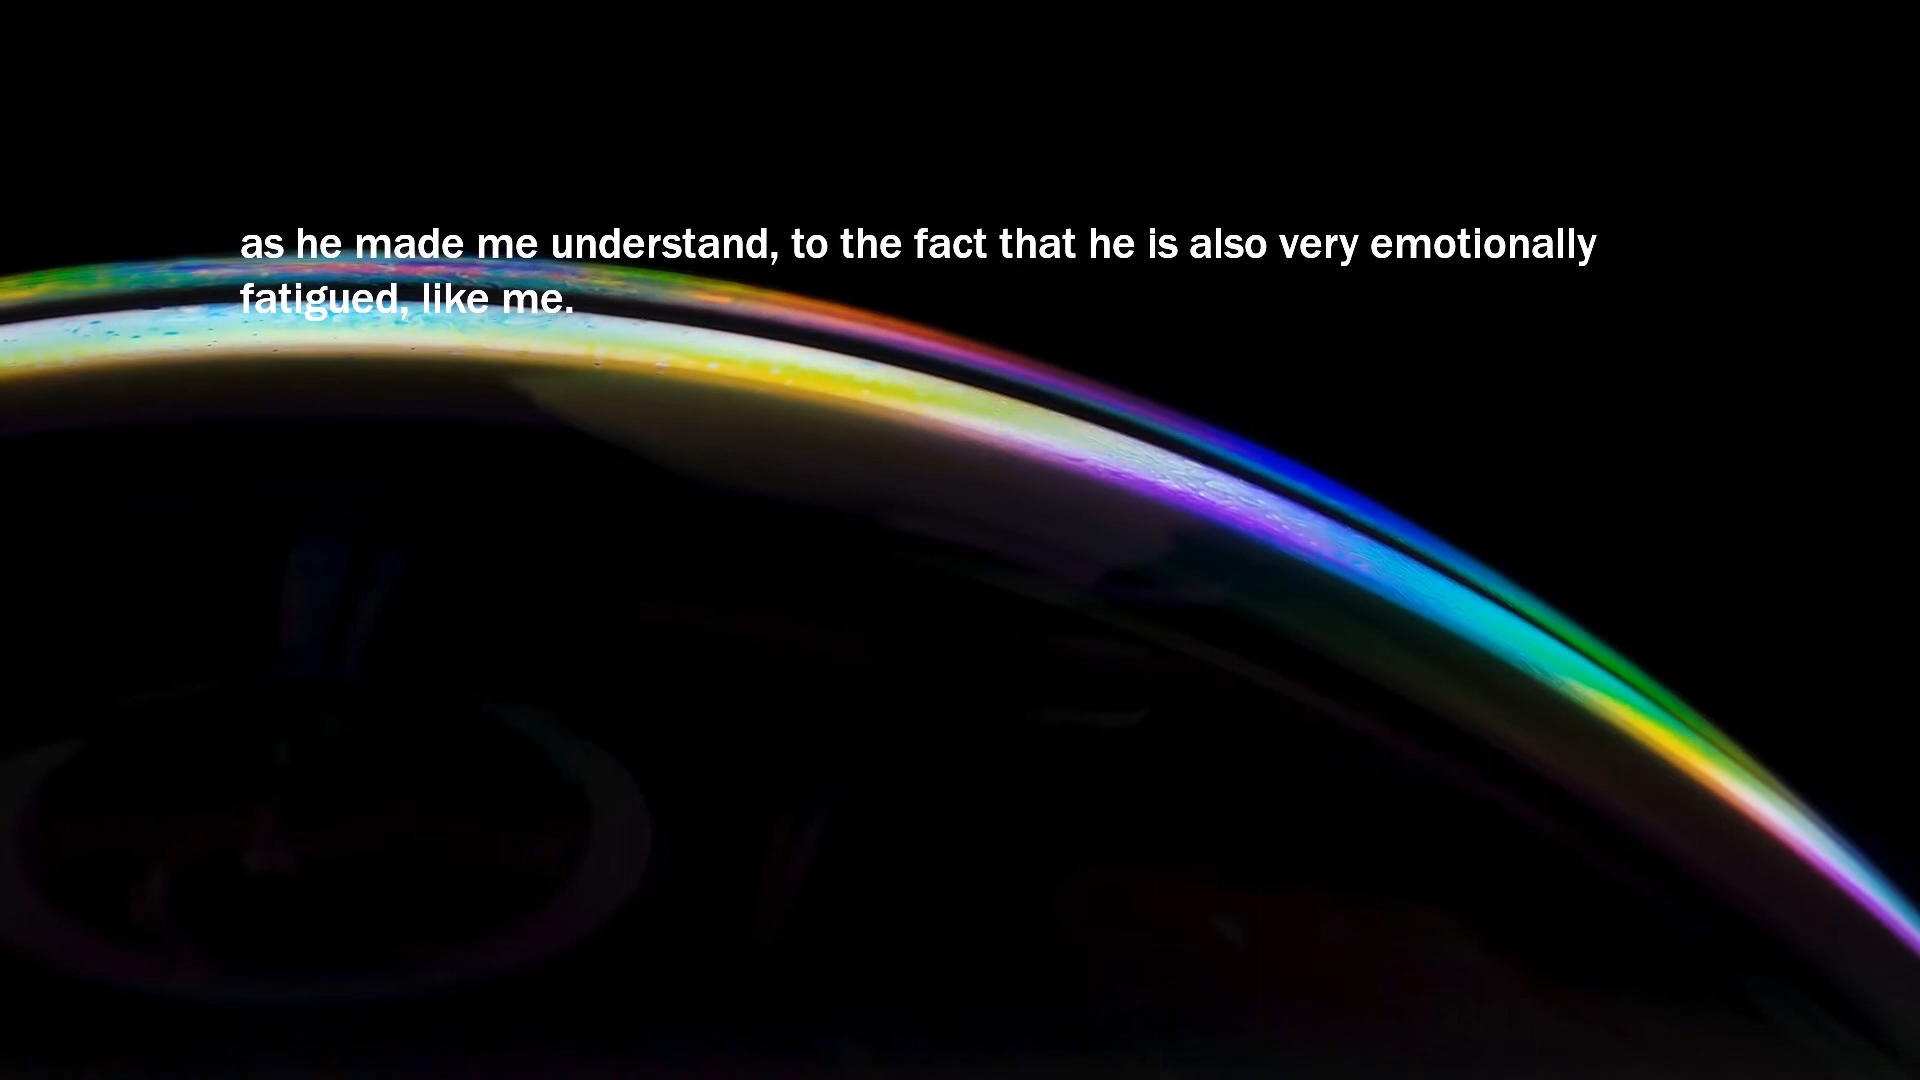 as he made me understand, to the fact that he is also very emotionally
fatigued, like me.